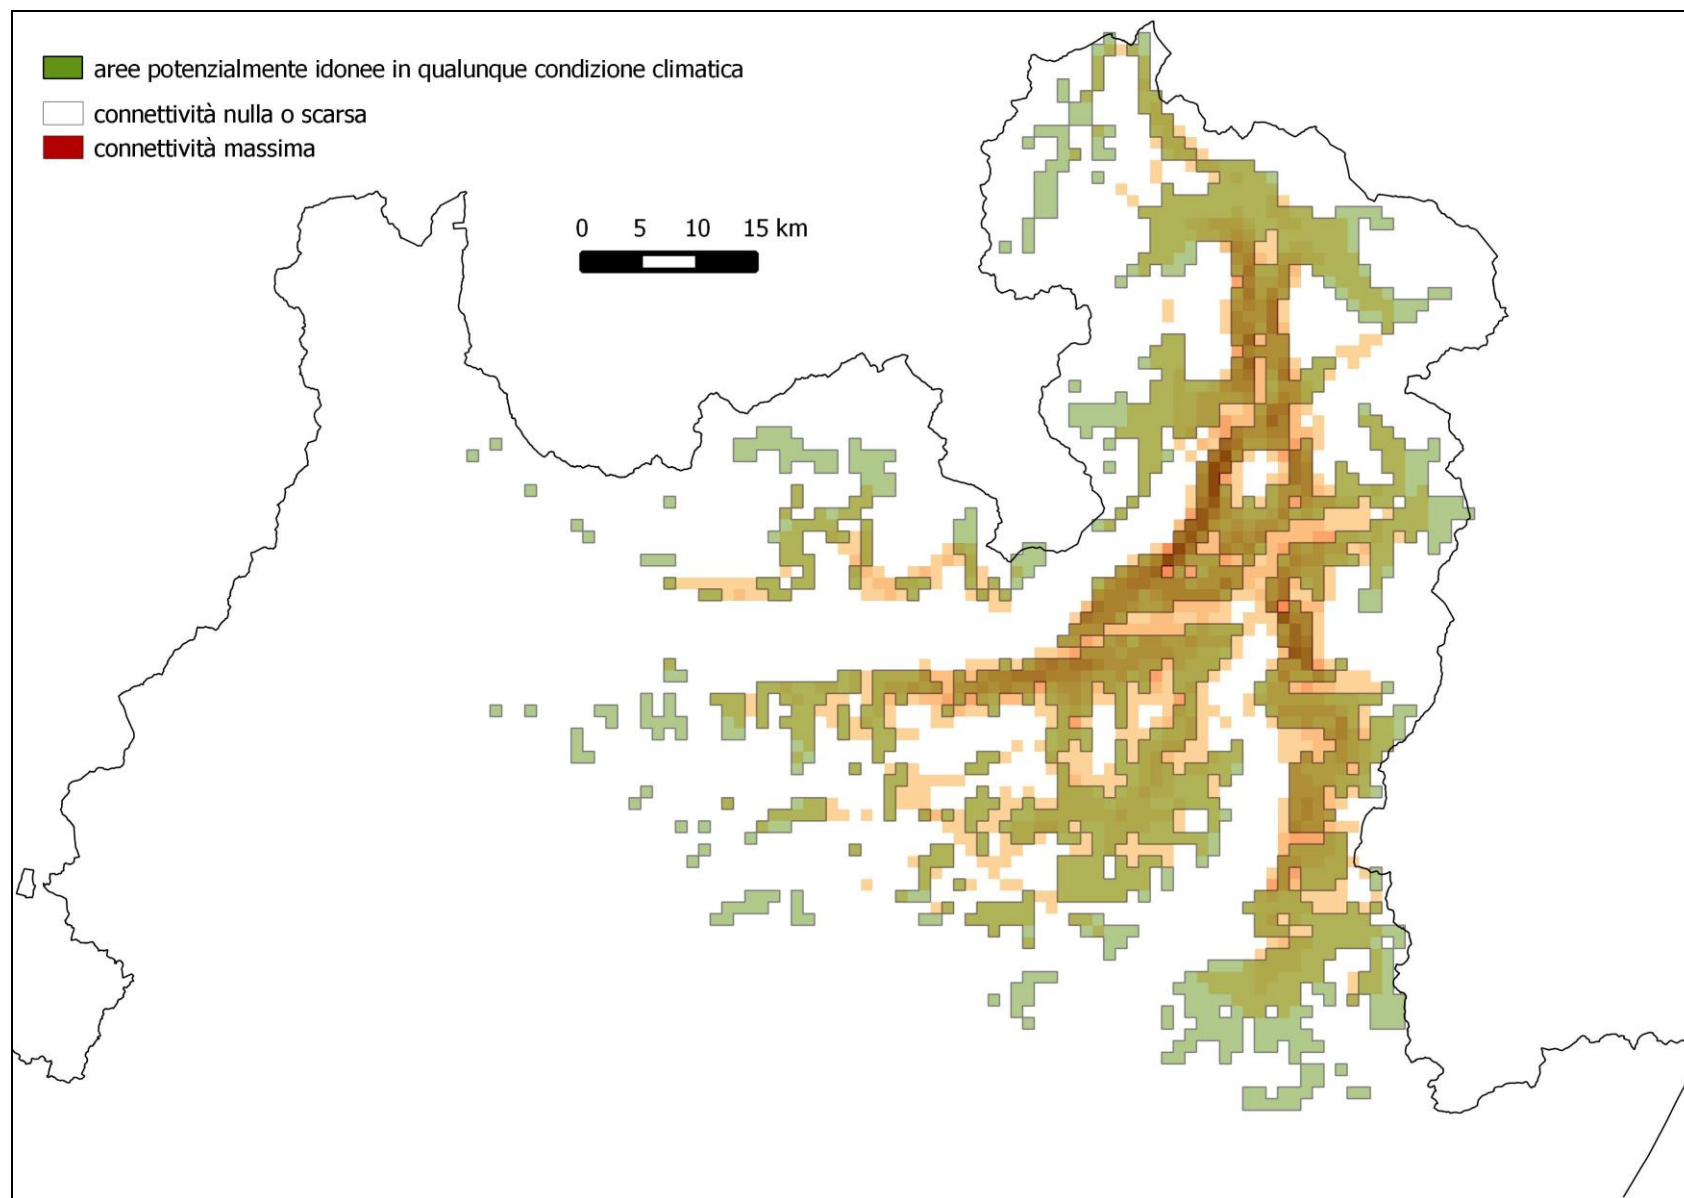 aree potenzialmente idonee in qualunque condizione climatica
connettività nulla o scarsa
connettività massima
0 5 10 15 km